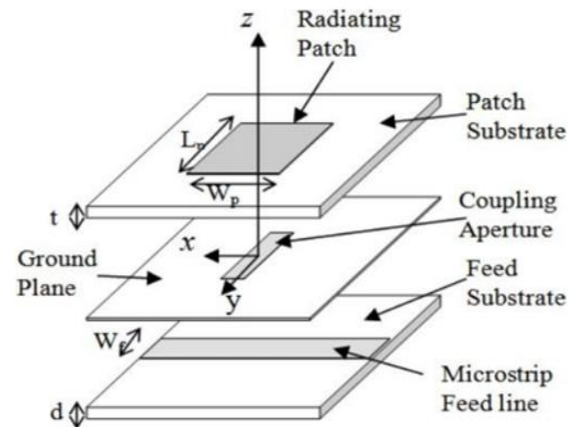 z
Radiating
Patch
Patch
Substrate
Lp
Wp
t
Coupling
Aperture
x
Ground
Plane
y
Feed
Substrate
Wf
Microstrip
Feed line
d